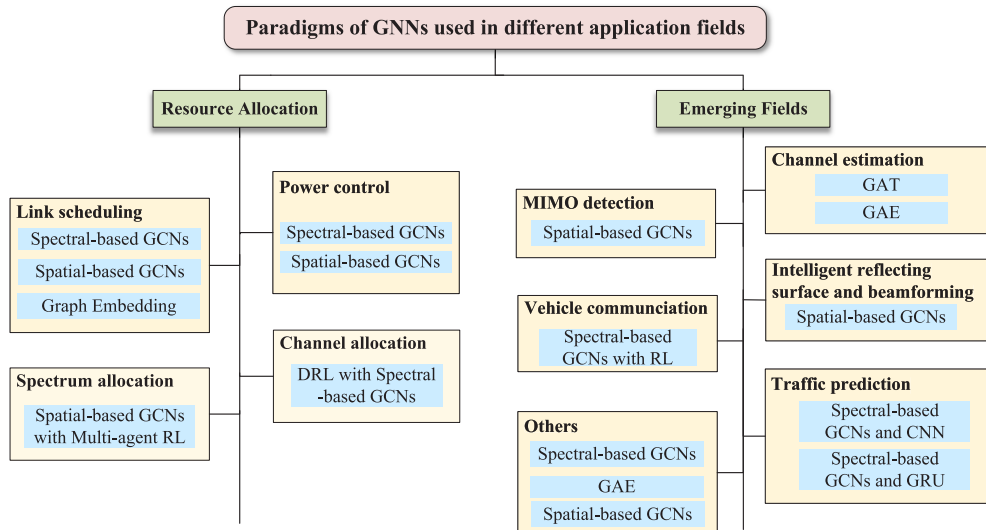 Paradigms of GNNs used in different application fields
Resource Allocation
Link scheduling
Spectral-based GCNs
Spatial-based GCNs
Graph Embedding
Power control
Spectral-based GCNs
Spatial-based GCNs
Spectrum allocation
Spatial-based GCNs
with Multi-agent RL
Channel allocation
DRL with Spectral
-based GCNs
Emerging Fields
MIMO detection
Spatial-based GCNs
Channel estimation
GAT
GAE
Vehicle communciation
Spectral-based
GCNs with RL
Intelligent reflecting
surface and beamforming
Spatial-based GCNs
Others
Spectral-based GCNs
GAE
Spatial-based GCNs
Traffic prediction
Spectral-based
GCNs and CNN
Spectral-based
GCNs and GRU